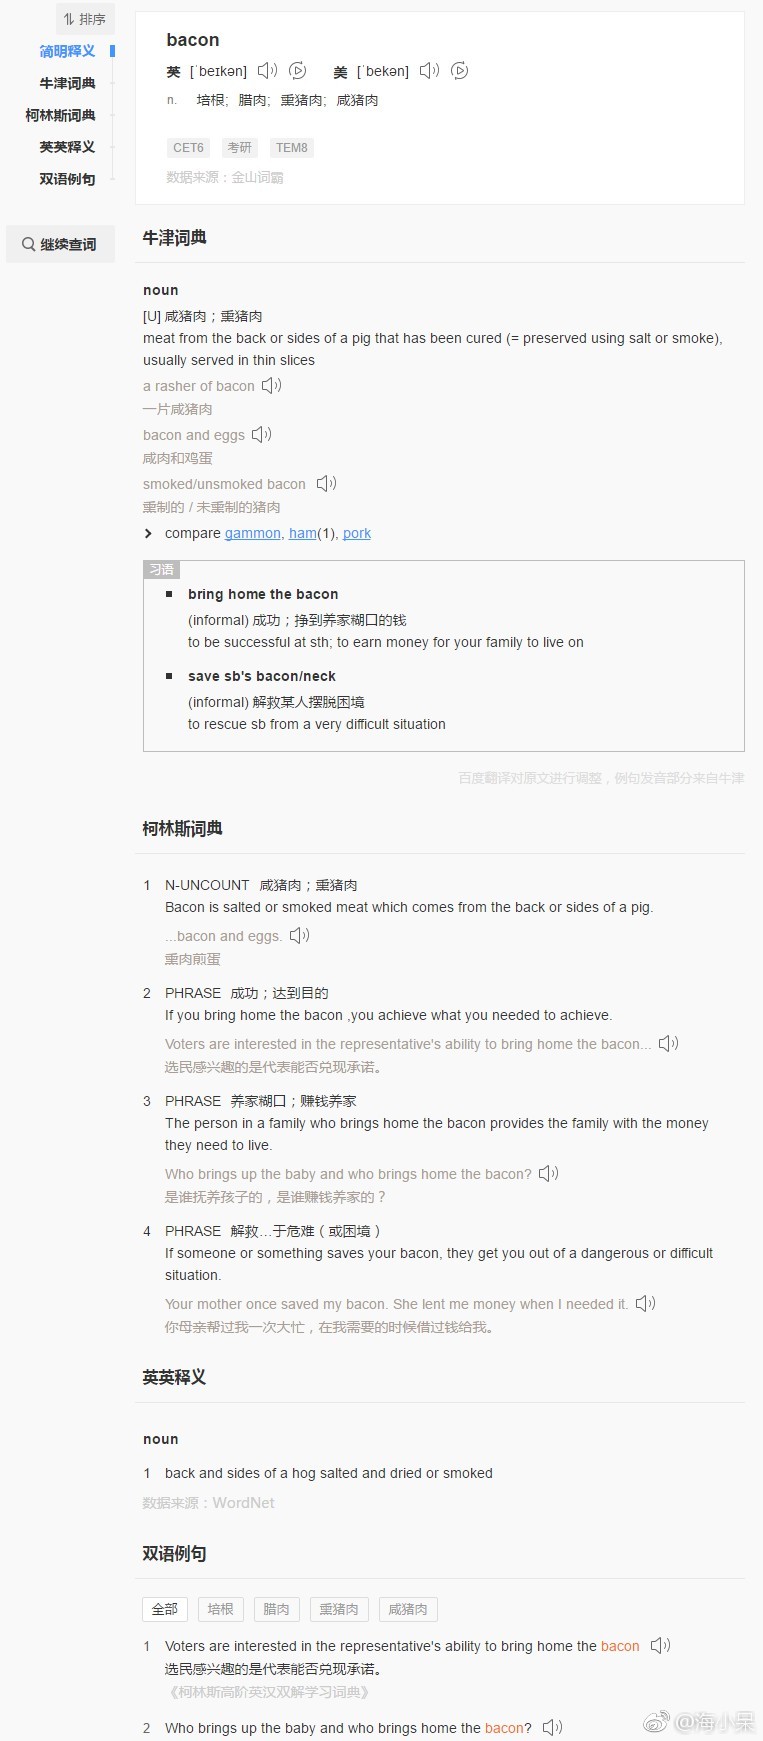 排序
简明释义
牛津词典
柯林斯词典
英英释义
双语例句
继续查词
bacon
英 [ˈbeɪkən] 美 [ˈbekən]
n. 培根; 腊肉; 熏猪肉; 咸猪肉
CET6 考研 TEM8
数据来源：金山词霸
牛津词典
noun
[U] 咸猪肉；熏猪肉
meat from the back or sides of a pig that has been cured (= preserved using salt or smoke),
usually served in thin slices
a rasher of bacon
一片咸猪肉
bacon and eggs
咸肉和鸡蛋
smoked/unsmoked bacon
熏制的 / 未熏制的猪肉
compare gammon, ham(1), pork
习语
bring home the bacon
(informal) 成功；挣到养家糊口的钱
to be successful at sth; to earn money for your family to live on
save sb's bacon/neck
(informal) 解救某人摆脱困境
to rescue sb from a very difficult situation
百度翻译对原文进行调整，例句发音部分来自牛津
柯林斯词典
1 N-UNCOUNT 咸猪肉；熏猪肉
Bacon is salted or smoked meat which comes from the back or sides of a pig.
...bacon and eggs.
熏肉煎蛋
2 PHRASE 成功；达到目的
If you bring home the bacon ,you achieve what you needed to achieve.
Voters are interested in the representative's ability to bring home the bacon...
选民感兴趣的是代表能否兑现承诺。
3 PHRASE 养家糊口；赚钱养家
The person in a family who brings home the bacon provides the family with the money
they need to live.
Who brings up the baby and who brings home the bacon?
是谁抚养孩子的，是谁赚钱养家的？
4 PHRASE 解救…于危难（或困境）
If someone or something saves your bacon, they get you out of a dangerous or difficult
situation.
Your mother once saved my bacon. She lent me money when I needed it.
你母亲帮过我一次大忙，在我需要的时候借过钱给我。
英英释义
noun
1 back and sides of a hog salted and dried or smoked
数据来源：WordNet
双语例句
全部 培根 腊肉 熏猪肉 咸猪肉
1 Voters are interested in the representative's ability to bring home the bacon
选民感兴趣的是代表能否兑现承诺。
《柯林斯高阶英汉双解学习词典》
2 Who brings up the baby and who brings home the bacon?
@海小杲